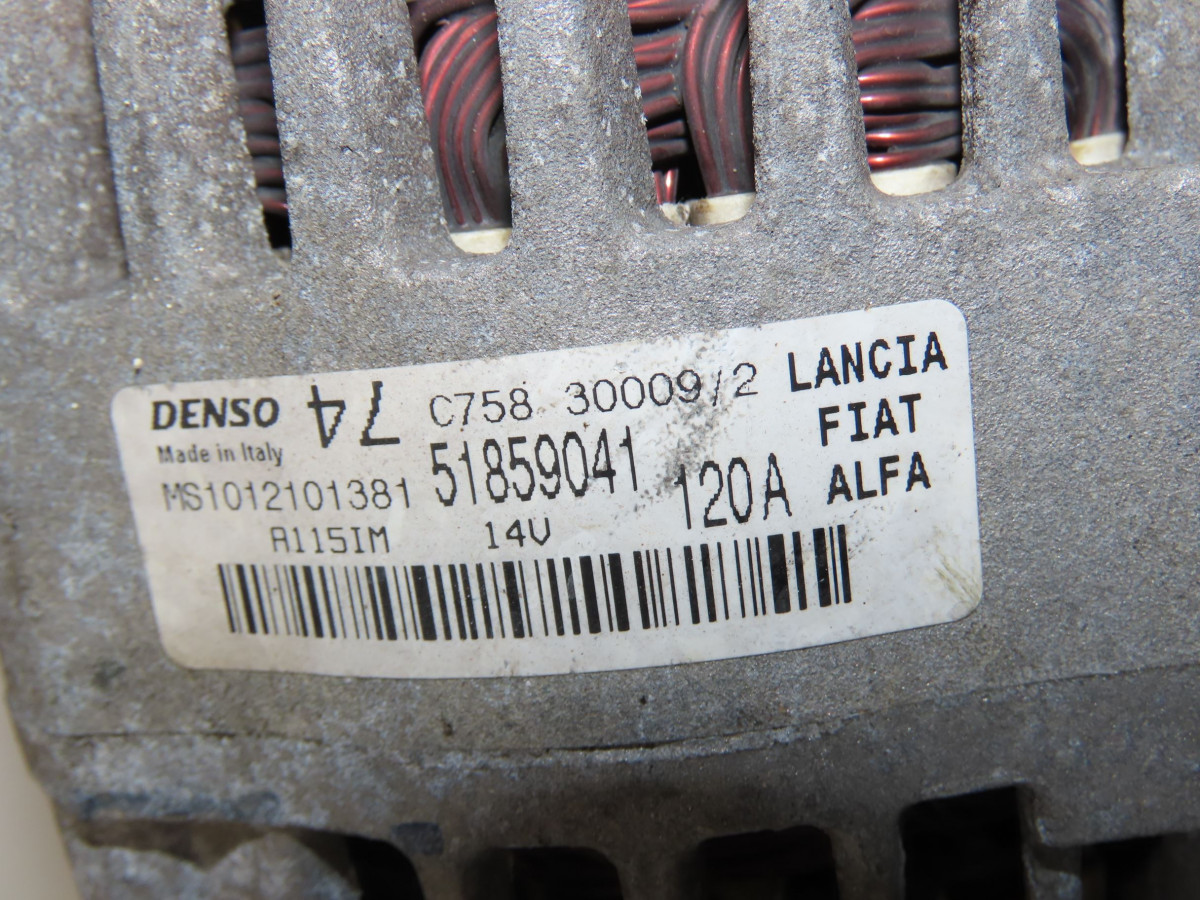 DENSO 74 C758 30009/2 LANCIA
Made in Italy 51859041 FIAT
MS1012101381 120A ALFA
A115IM 14V